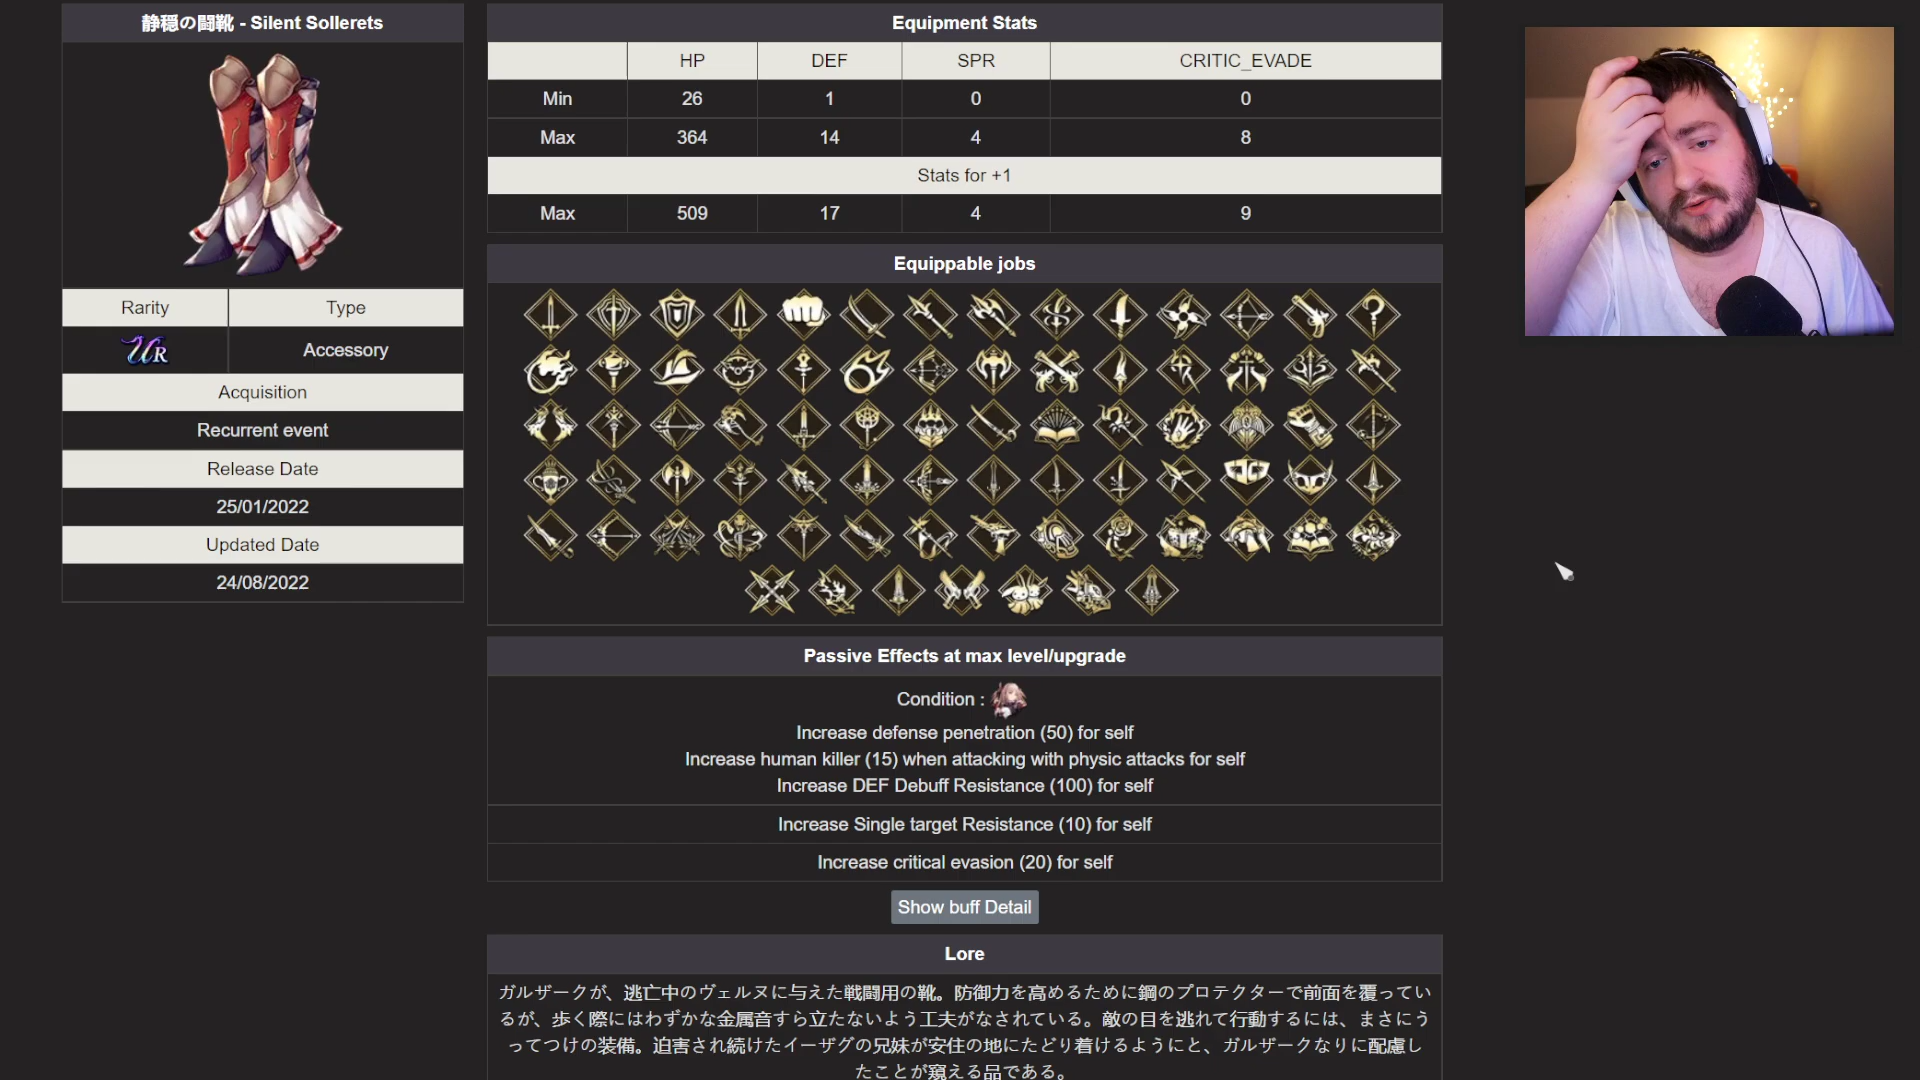 静穏の闘靴 - Silent Sollerets
Rarity Type
UR Accessory
Acquisition
Recurrent event
Release Date
25/01/2022
Updated Date
24/08/2022
Equipment Stats
HP DEF SPR CRITIC_EVADE
Min 26 1 0 0
Max 364 14 4 8
Stats for +1
Max 509 17 4 9
Equippable jobs
Passive Effects at max level/upgrade
Condition :
Increase defense penetration (50) for self
Increase human killer (15) when attacking with physic attacks for self
Increase DEF Debuff Resistance (100) for self
Increase Single target Resistance (10) for self
Increase critical evasion (20) for self
Show buff Detail
Lore
ガルザークが、逃亡中のヴェルヌに与えた戦闘用の靴。防御力を高めるために鋼のプロテクターで前面を覆ってい
るが、歩く際にはわずかな金属音すら立たないよう工夫がなされている。敵の目を逃れて行動するには、まさにう
ってつけの装備。迫害され続けたイーザグの兄妹が安住の地にたどり着けるようにと、ガルザークなりに配慮し
たことが窺える品である。